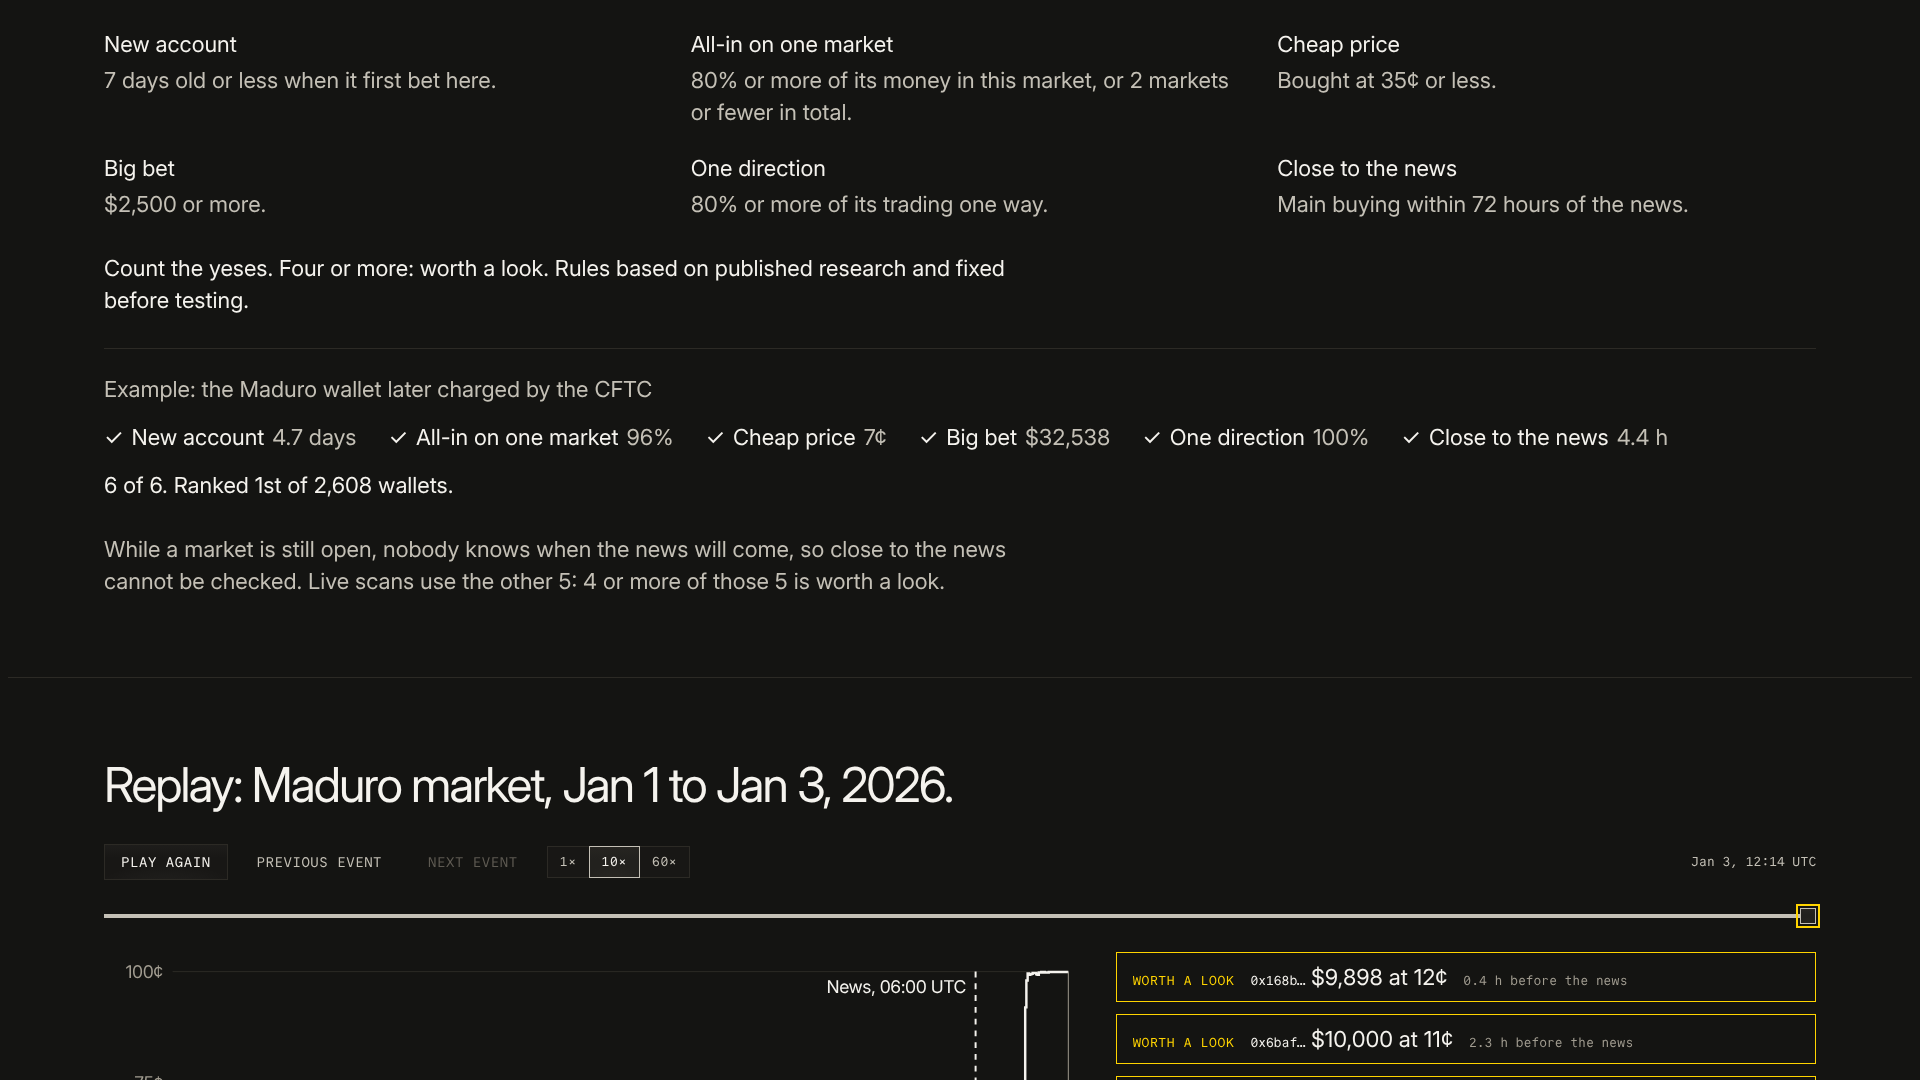 New account
7 days old or less when it first bet here.
All-in on one market
80% or more of its money in this market, or 2 markets
or fewer in total.
Cheap price
Bought at 35¢ or less.
Big bet
$2,500 or more.
One direction
80% or more of its trading one way.
Close to the news
Main buying within 72 hours of the news.
Count the yeses. Four or more: worth a look. Rules based on published research and fixed
before testing.
Example: the Maduro wallet later charged by the CFTC
✓ New account 4.7 days ✓ All-in on one market 96% ✓ Cheap price 7¢ ✓ Big bet $32,538 ✓ One direction 100% ✓ Close to the news 4.4 h
6 of 6. Ranked 1st of 2,608 wallets.
While a market is still open, nobody knows when the news will come, so close to the news
cannot be checked. Live scans use the other 5: 4 or more of those 5 is worth a look.
Replay: Maduro market, Jan 1 to Jan 3, 2026.
PLAY AGAIN PREVIOUS EVENT NEXT EVENT 1× 10× 60× Jan 3, 12:14 UTC
100¢
News, 06:00 UTC
75¢
WORTH A LOOK 0x168b… $9,898 at 12¢ 0.4 h before the news
WORTH A LOOK 0x6baf… $10,000 at 11¢ 2.3 h before the news